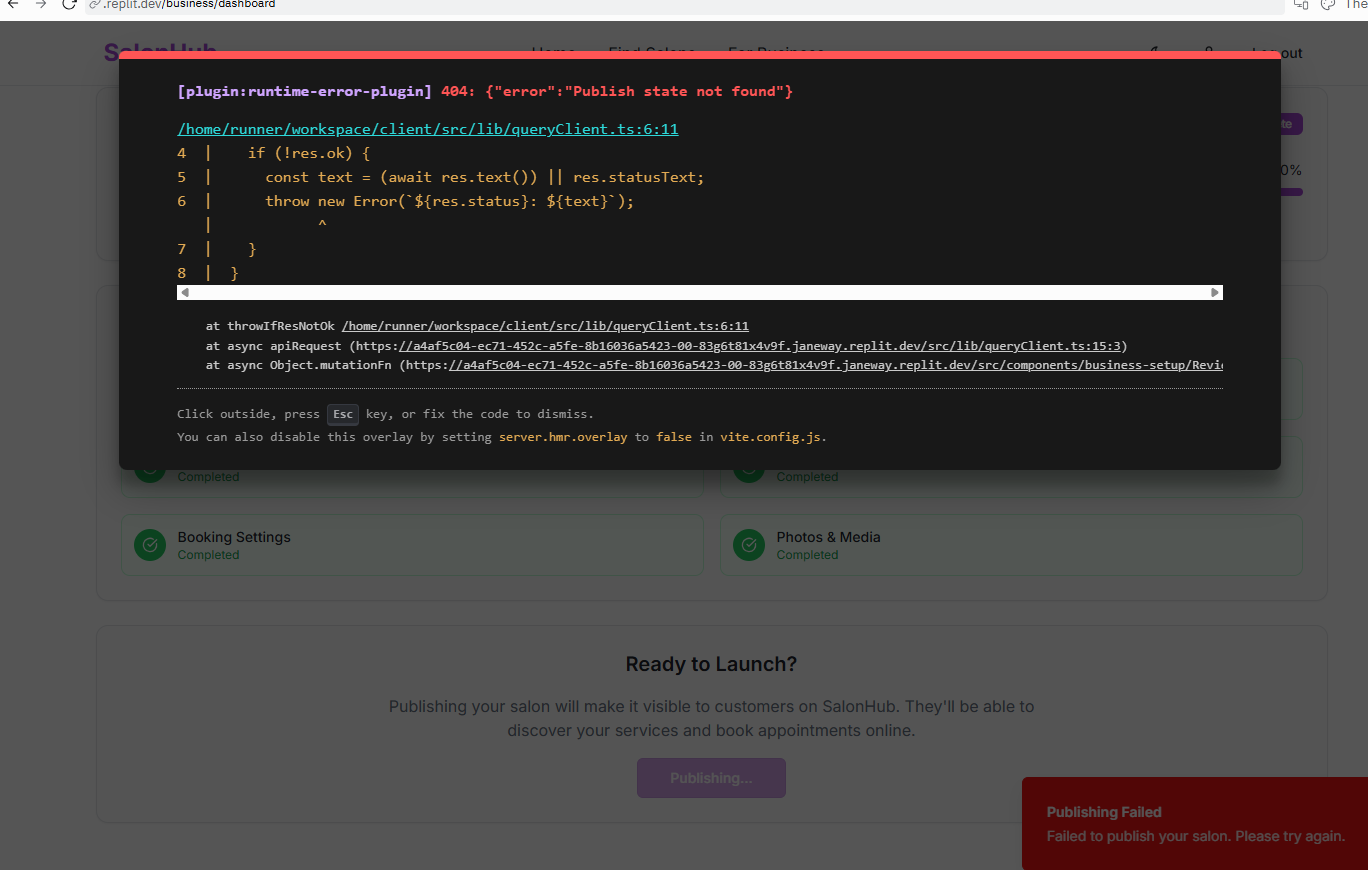 .replit.dev/business/dashboard
The
SalonHub
Home Find Salons For Business
Log out
[plugin:runtime-error-plugin] 404: {"error":"Publish state not found"}
/home/runner/workspace/client/src/lib/queryClient.ts:6:11
4 | if (!res.ok) {
5 | const text = (await res.text()) || res.statusText;
6 | throw new Error(`${res.status}: ${text}`);
| ^
7 | }
8 | }
0%
at throwIfResNotOk /home/runner/workspace/client/src/lib/queryClient.ts:6:11
at async apiRequest (https://a4af5c04-ec71-452c-a5fe-8b16036a5423-00-83g6t81x4v9f.janeway.replit.dev/src/lib/queryClient.ts:15:3)
at async Object.mutationFn (https://a4af5c04-ec71-452c-a5fe-8b16036a5423-00-83g6t81x4v9f.janeway.replit.dev/src/components/business-setup/Revi
Click outside, press Esc key, or fix the code to dismiss.
You can also disable this overlay by setting server.hmr.overlay to false in vite.config.js.
Completed Completed
Booking Settings Photos & Media
Completed Completed
Ready to Launch?
Publishing your salon will make it visible to customers on SalonHub. They'll be able to
discover your services and book appointments online.
Publishing...
Publishing Failed
Failed to publish your salon. Please try again.